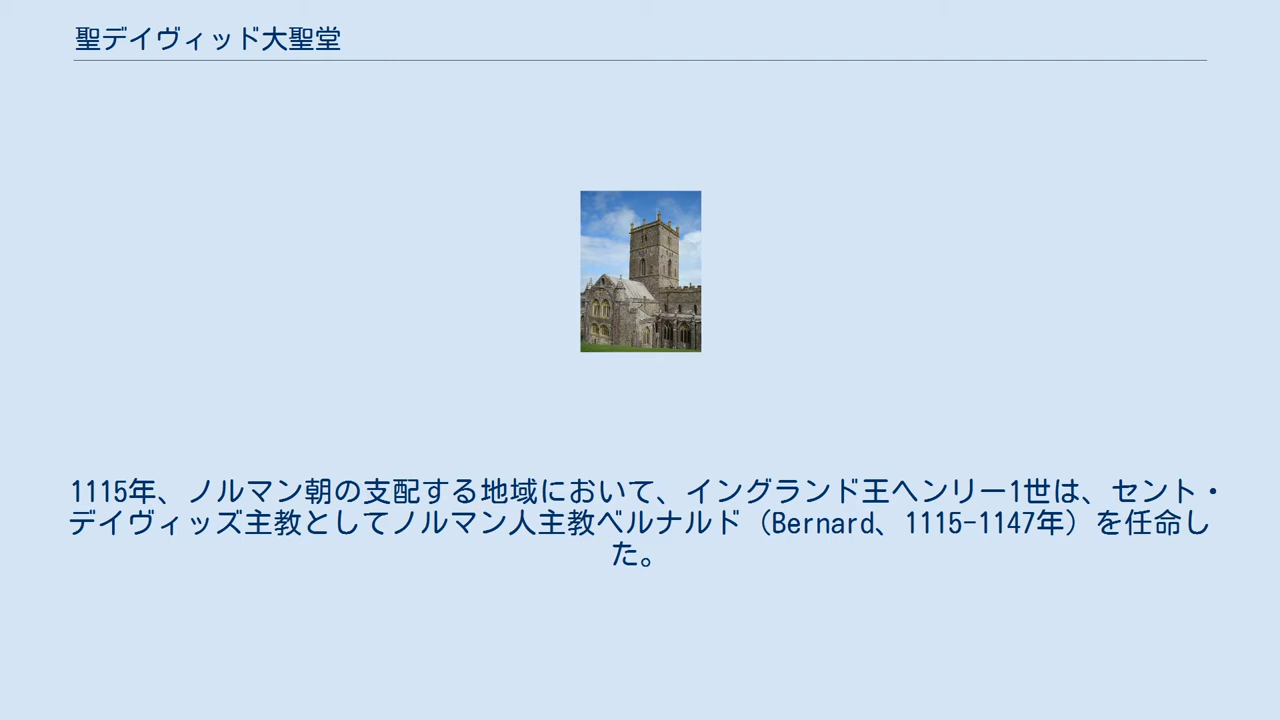 聖デイヴィッド大聖堂
1115年、ノルマン朝の支配する地域において、イングランド王ヘンリー1世は、セント・
デイヴィッズ主教としてノルマン人主教ベルナルド（Bernard、1115-1147年）を任命し
た。